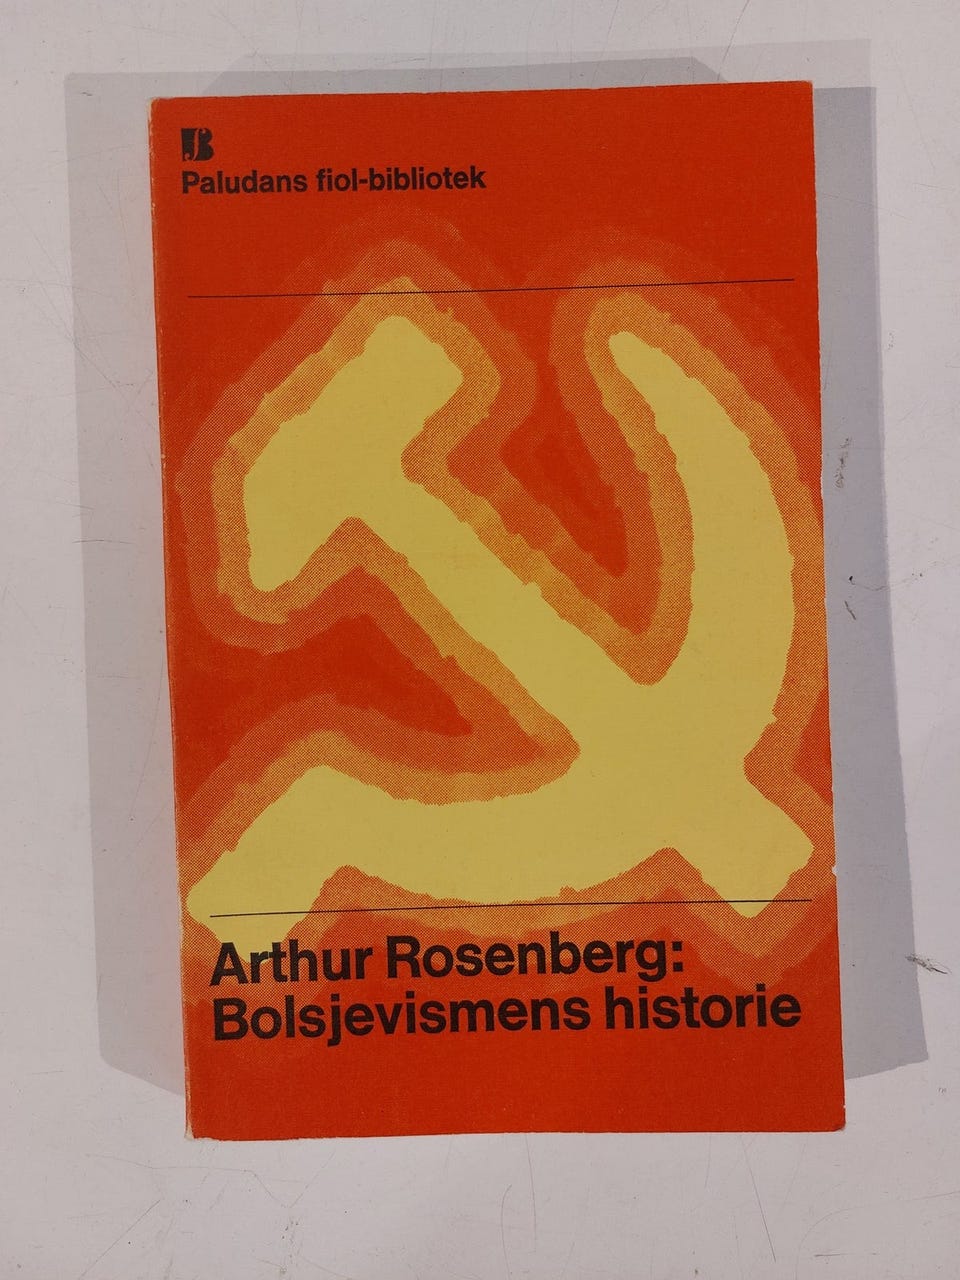 Paludans fiol-bibliotek
Arthur Rosenberg:
Bolsjevismens historie